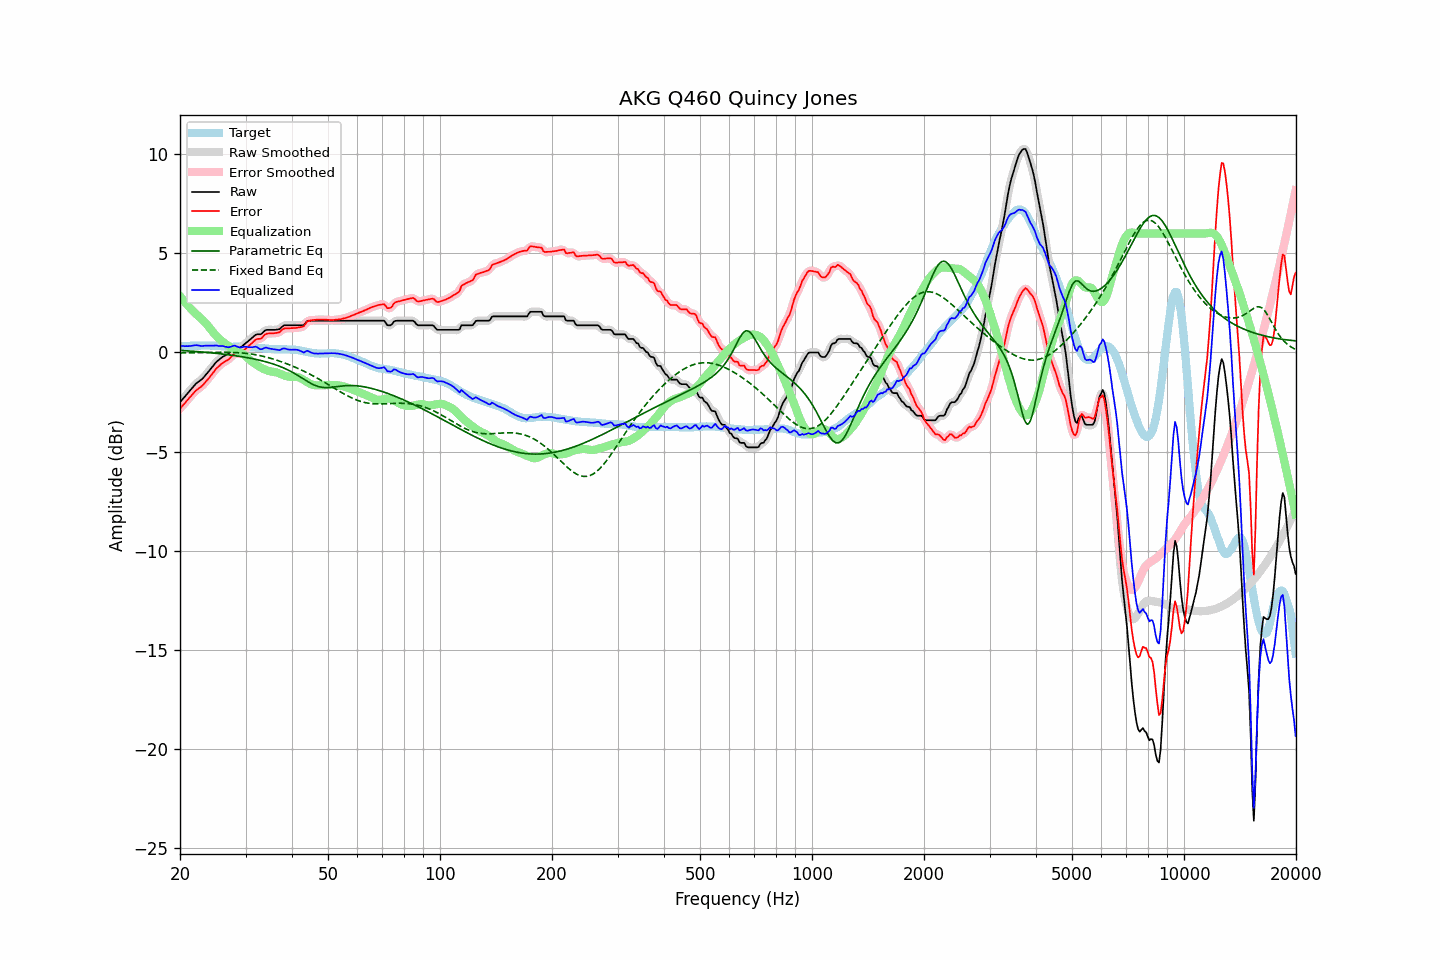 AKG Q460 Quincy Jones
Target
Raw Smoothed
Error Smoothed
Raw
Error
Equalization
Parametric Eq
Fixed Band Eq
Equalized
10
5
0
−5
−10
−15
−20
−25
Amplitude (dBr)
20
50
100
200
500
1000
2000
5000
10000
20000
Frequency (Hz)